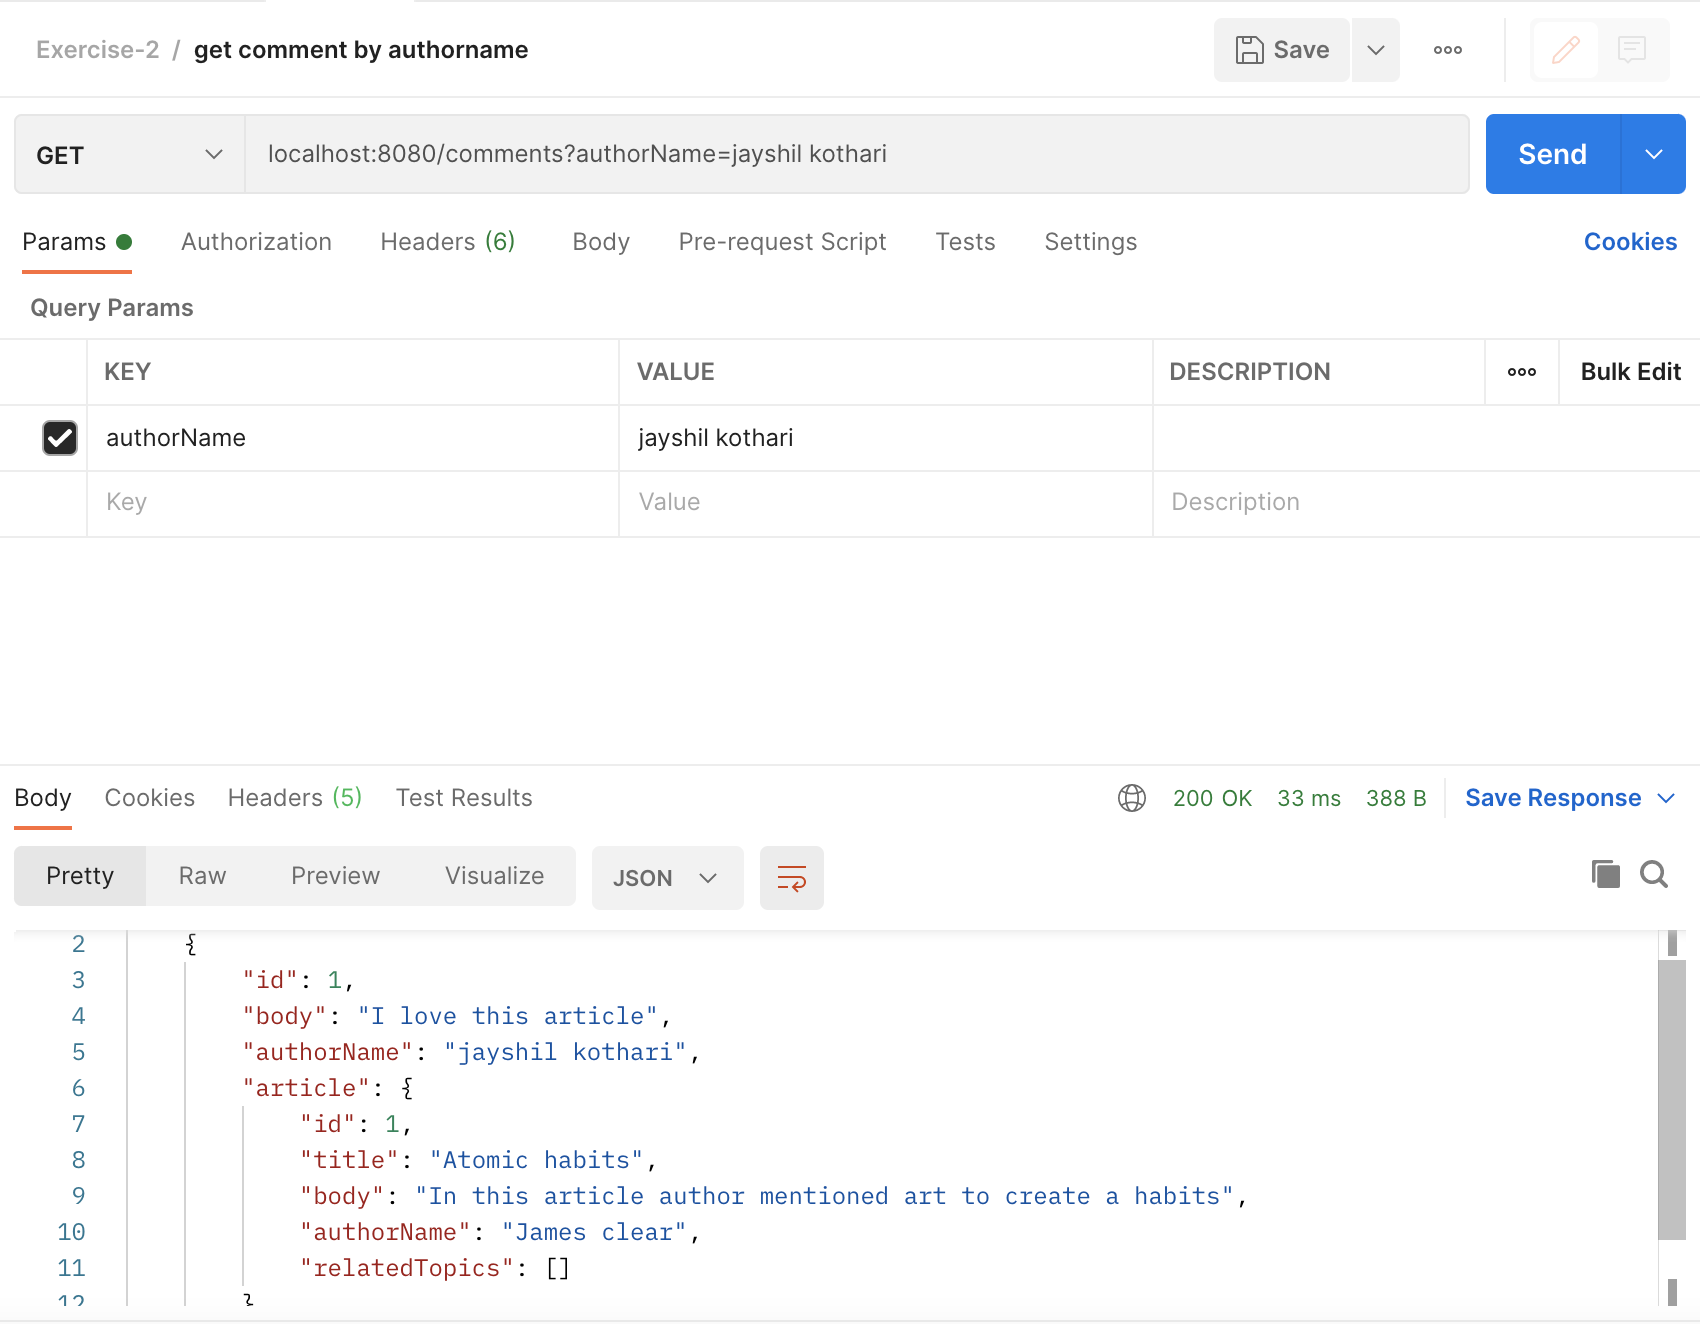 Exercise-2 / get comment by authorname Save
GET localhost:8080/comments?authorName=jayshil kothari Send
Params Authorization Headers (6) Body Pre-request Script Tests Settings Cookies
Query Params
KEY VALUE DESCRIPTION Bulk Edit
authorName jayshil kothari
Key Value Description
Body Cookies Headers (5) Test Results 200 OK 33 ms 388 B Save Response
Pretty Raw Preview Visualize JSON
2 {
3 "id": 1,
4 "body": "I love this article",
5 "authorName": "jayshil kothari",
6 "article": {
7 "id": 1,
8 "title": "Atomic habits",
9 "body": "In this article author mentioned art to create a habits",
10 "authorName": "James clear",
11 "relatedTopics": []
12 }